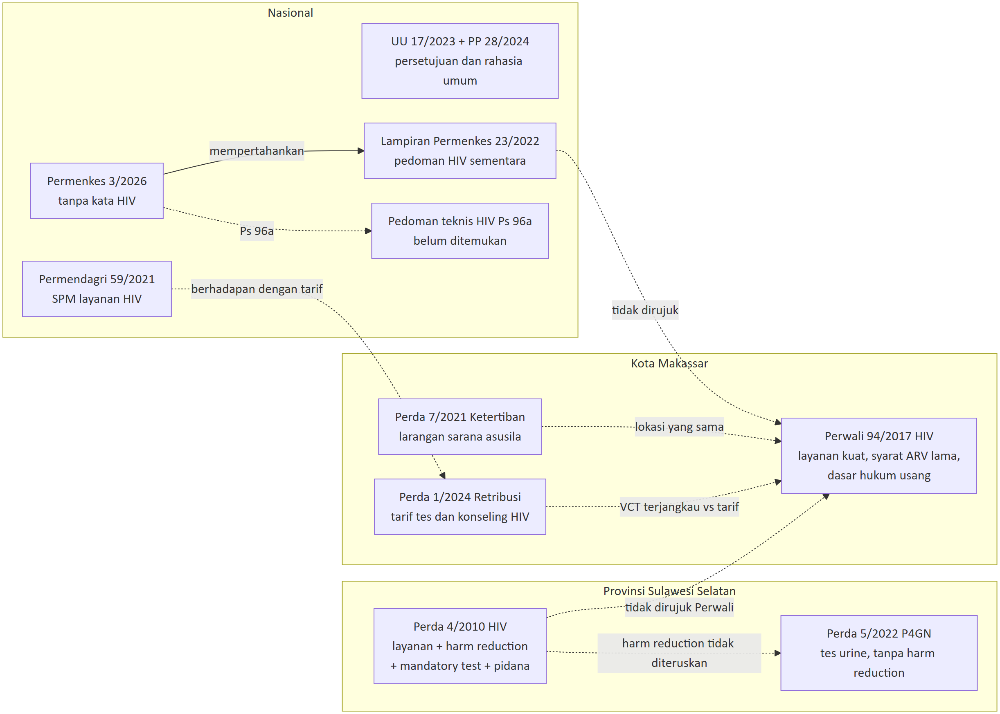 Nasional
UU 17/2023 + PP 28/2024
persetujuan dan rahasia
umum
mempertahankan
Lampiran Permenkes 23/2022
pedoman HIV sementara
Permenkes 3/2026
tanpa kata HIV
Ps 96a
Pedoman teknis HIV Ps 96a
belum ditemukan
Permendagri 59/2021
SPM layanan HIV
berhadapan dengan tarif
tidak dirujuk
Kota Makassar
Perda 7/2021 Ketertiban
larangan sarana asusila
lokasi yang sama
Perwali 94/2017 HIV
layanan kuat, syarat ARV lama,
dasar hukum usang
Perda 1/2024 Retribusi
tarif tes dan konseling HIV
VCT terjangkau vs tarif
Provinsi Sulawesi Selatan
tidak dirujuk Perwali
Perda 4/2010 HIV
layanan + harm reduction
+ mandatory test + pidana
harm reduction tidak
diteruskan
Perda 5/2022 P4GN
tes urine, tanpa harm
reduction